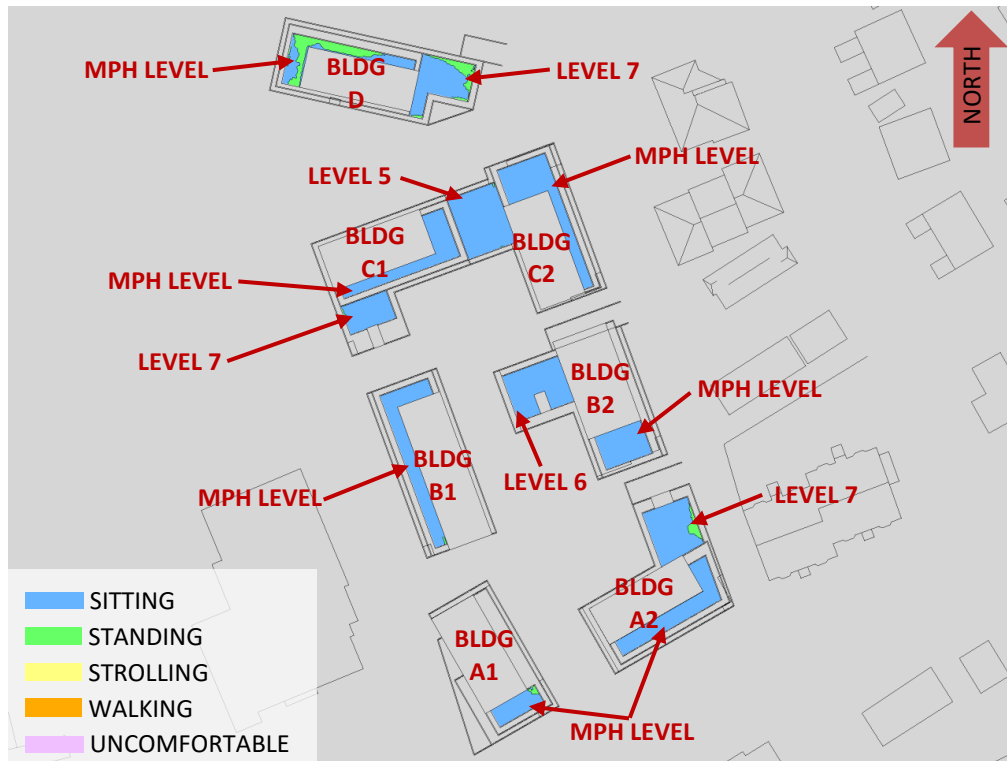 NORTH
BLDG
D
MPH LEVEL
LEVEL 7
MPH LEVEL
LEVEL 5
BLDG
C1
BLDG
C2
MPH LEVEL
LEVEL 7
BLDG
B2
MPH LEVEL
BLDG
B1
LEVEL 6
MPH LEVEL
LEVEL 7
BLDG
A2
BLDG
A1
MPH LEVEL
SITTING
STANDING
STROLLING
WALKING
UNCOMFORTABLE